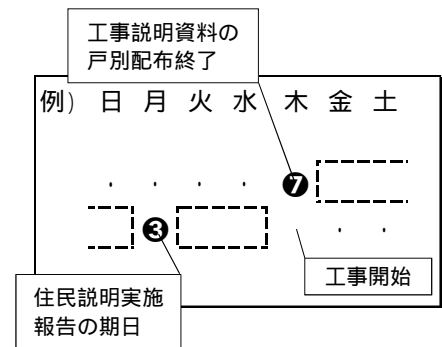 工事説明資料の
戸別配布終了
例) 日 月 火 水 木 金 土
・ ・ ・ ・ ❼
❸ ・ ・ ・
工事開始
住民説明実施
報告の期日